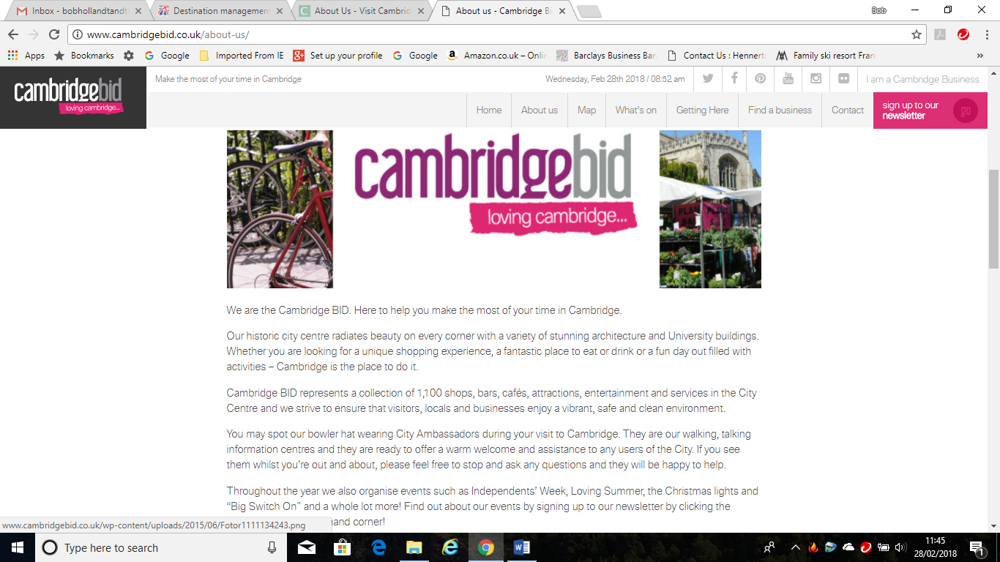 Inbox - bobhollandtandt
Destination management
About Us - Visit Cambrid
About us - Cambridge Bi
Bob
www.cambridgebid.co.uk/about-us/
Apps
Bookmarks
Google
Imported From IE
Set up your profile
Google
Amazon.co.uk – Onlin
Barclays Business Ban
Contact Us : Hennerto
Family ski resort Fran
»
cambridgebid
loving cambridge...
Make the most of your time in Cambridge
Wednesday, Feb 28th 2018 / 08:52 am
I am a Cambridge Business
Home
About us
Map
What's on
Getting Here
Find a business
Contact
sign up to our
newsletter
go
cambridgebid
loving cambridge...
PLANT
SALE
We are the Cambridge BID. Here to help you make the most of your time in Cambridge.
Our historic city centre radiates beauty on every corner with a variety of stunning architecture and University buildings.
Whether you are looking for a unique shopping experience, a fantastic place to eat or drink or a fun day out filled with
activities – Cambridge is the place to do it.
Cambridge BID represents a collection of 1,100 shops, bars, cafés, attractions, entertainment and services in the City
Centre and we strive to ensure that visitors, locals and businesses enjoy a vibrant, safe and clean environment.
You may spot our bowler hat wearing City Ambassadors during your visit to Cambridge. They are our walking, talking
information centres and they are ready to offer a warm welcome and assistance to any users of the City. If you see
them whilst you’re out and about, please feel free to stop and ask any questions and they will be happy to help.
Throughout the year we also organise events such as Independents’ Week, Loving Summer, the Christmas lights and
“Big Switch On” and a whole lot more! Find out about our events by signing up to our newsletter by clicking the
hand corner!
www.cambridgebid.co.uk/wp-content/uploads/2015/06/Fotor1111134243.png
Type here to search
11:45
28/02/2018
1